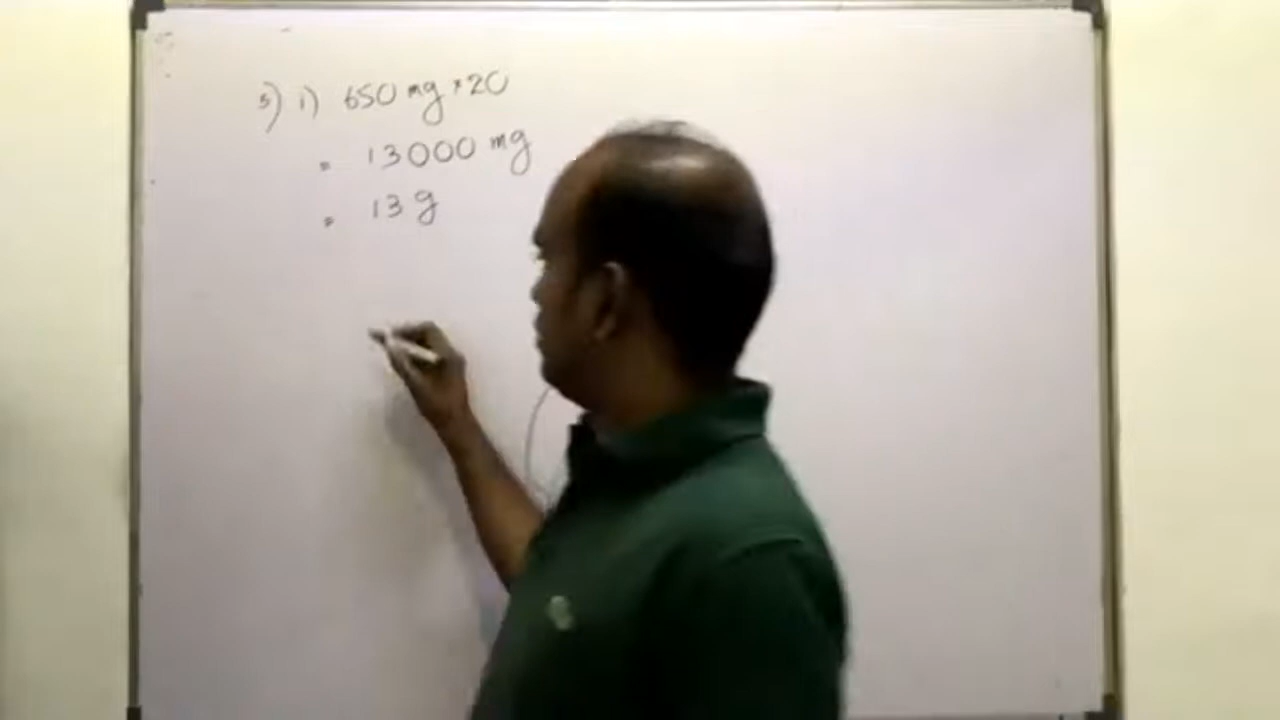 5) i) 650 mg × 20
= 13000 mg
= 13 g